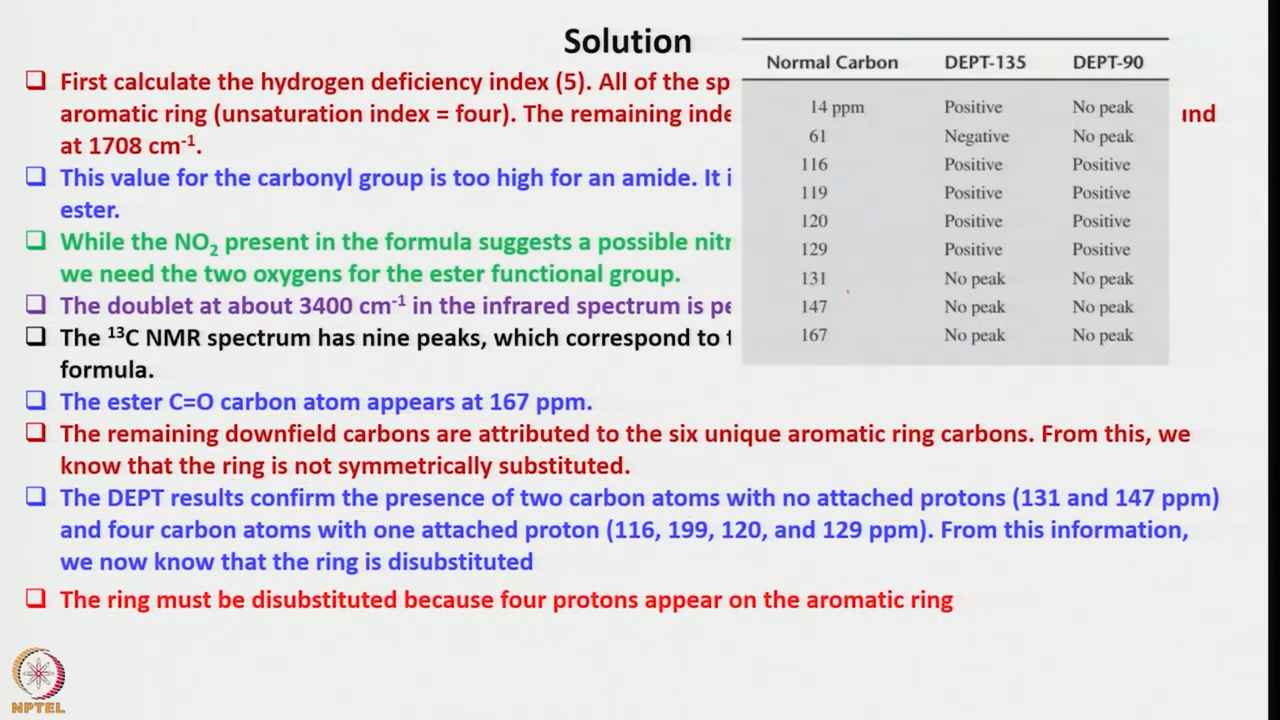 Solution
First calculate the hydrogen deficiency index (5). All of the sp
aromatic ring (unsaturation index = four). The remaining inde
und
at 1708 cm⁻¹.
This value for the carbonyl group is too high for an amide. It i
ester.
While the NO₂ present in the formula suggests a possible nitr
we need the two oxygens for the ester functional group.
The doublet at about 3400 cm⁻¹ in the infrared spectrum is pe
The ¹³C NMR spectrum has nine peaks, which correspond to t
formula.
Normal Carbon DEPT-135 DEPT-90
14 ppm Positive No peak
61 Negative No peak
116 Positive Positive
119 Positive Positive
120 Positive Positive
129 Positive Positive
131 No peak No peak
147 No peak No peak
167 No peak No peak
The ester C=O carbon atom appears at 167 ppm.
The remaining downfield carbons are attributed to the six unique aromatic ring carbons. From this, we
know that the ring is not symmetrically substituted.
The DEPT results confirm the presence of two carbon atoms with no attached protons (131 and 147 ppm)
and four carbon atoms with one attached proton (116, 199, 120, and 129 ppm). From this information,
we now know that the ring is disubstituted
The ring must be disubstituted because four protons appear on the aromatic ring
NPTEL